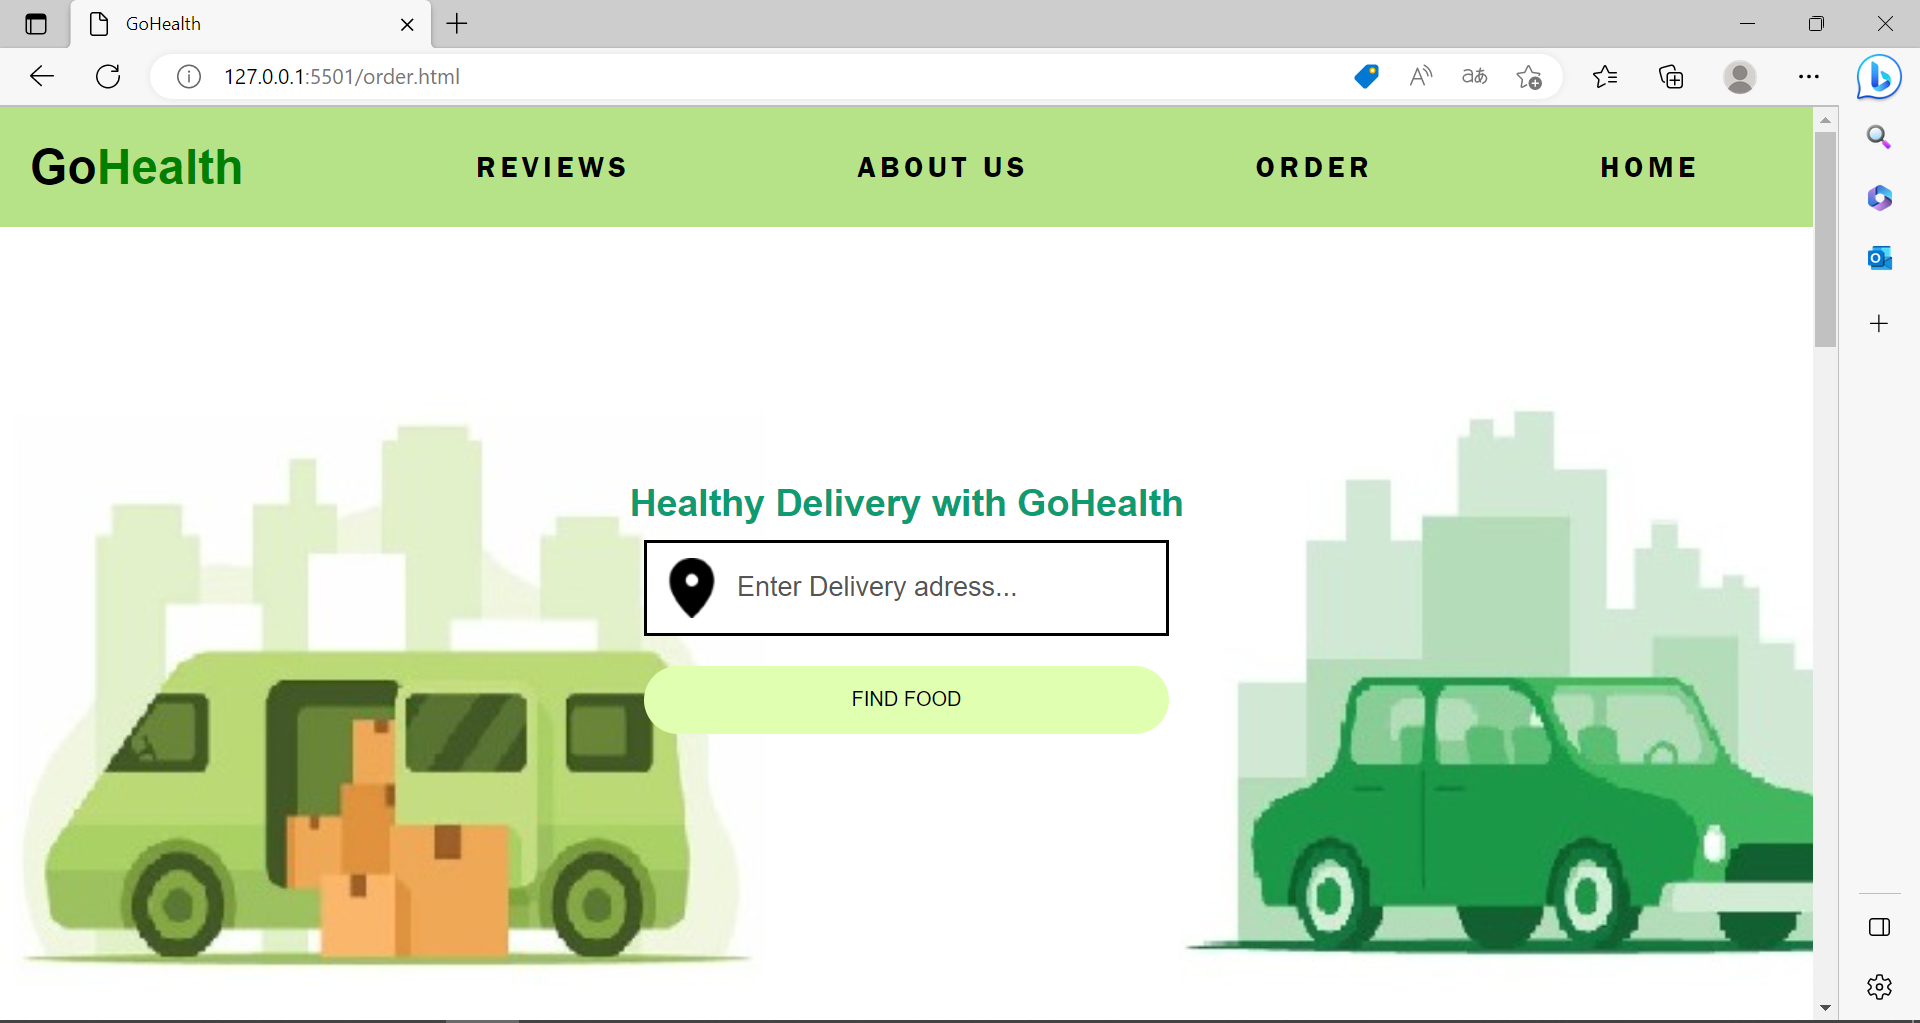 GoHealth
127.0.0.1:5501/order.html
GoHealth REVIEWS ABOUT US ORDER HOME
Healthy Delivery with GoHealth
Enter Delivery adress...
FIND FOOD